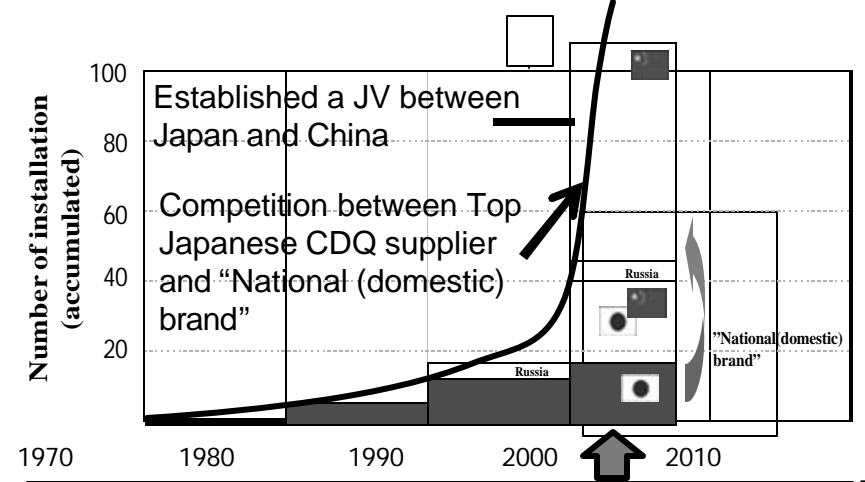 Number of installation
(accumulated)
100
80
60
40
20
Established a JV between
Japan and China
Competition between Top
Japanese CDQ supplier
and “National (domestic)
brand”
Russia
Russia
”National(domestic)
brand”
1970
1980
1990
2000
2010